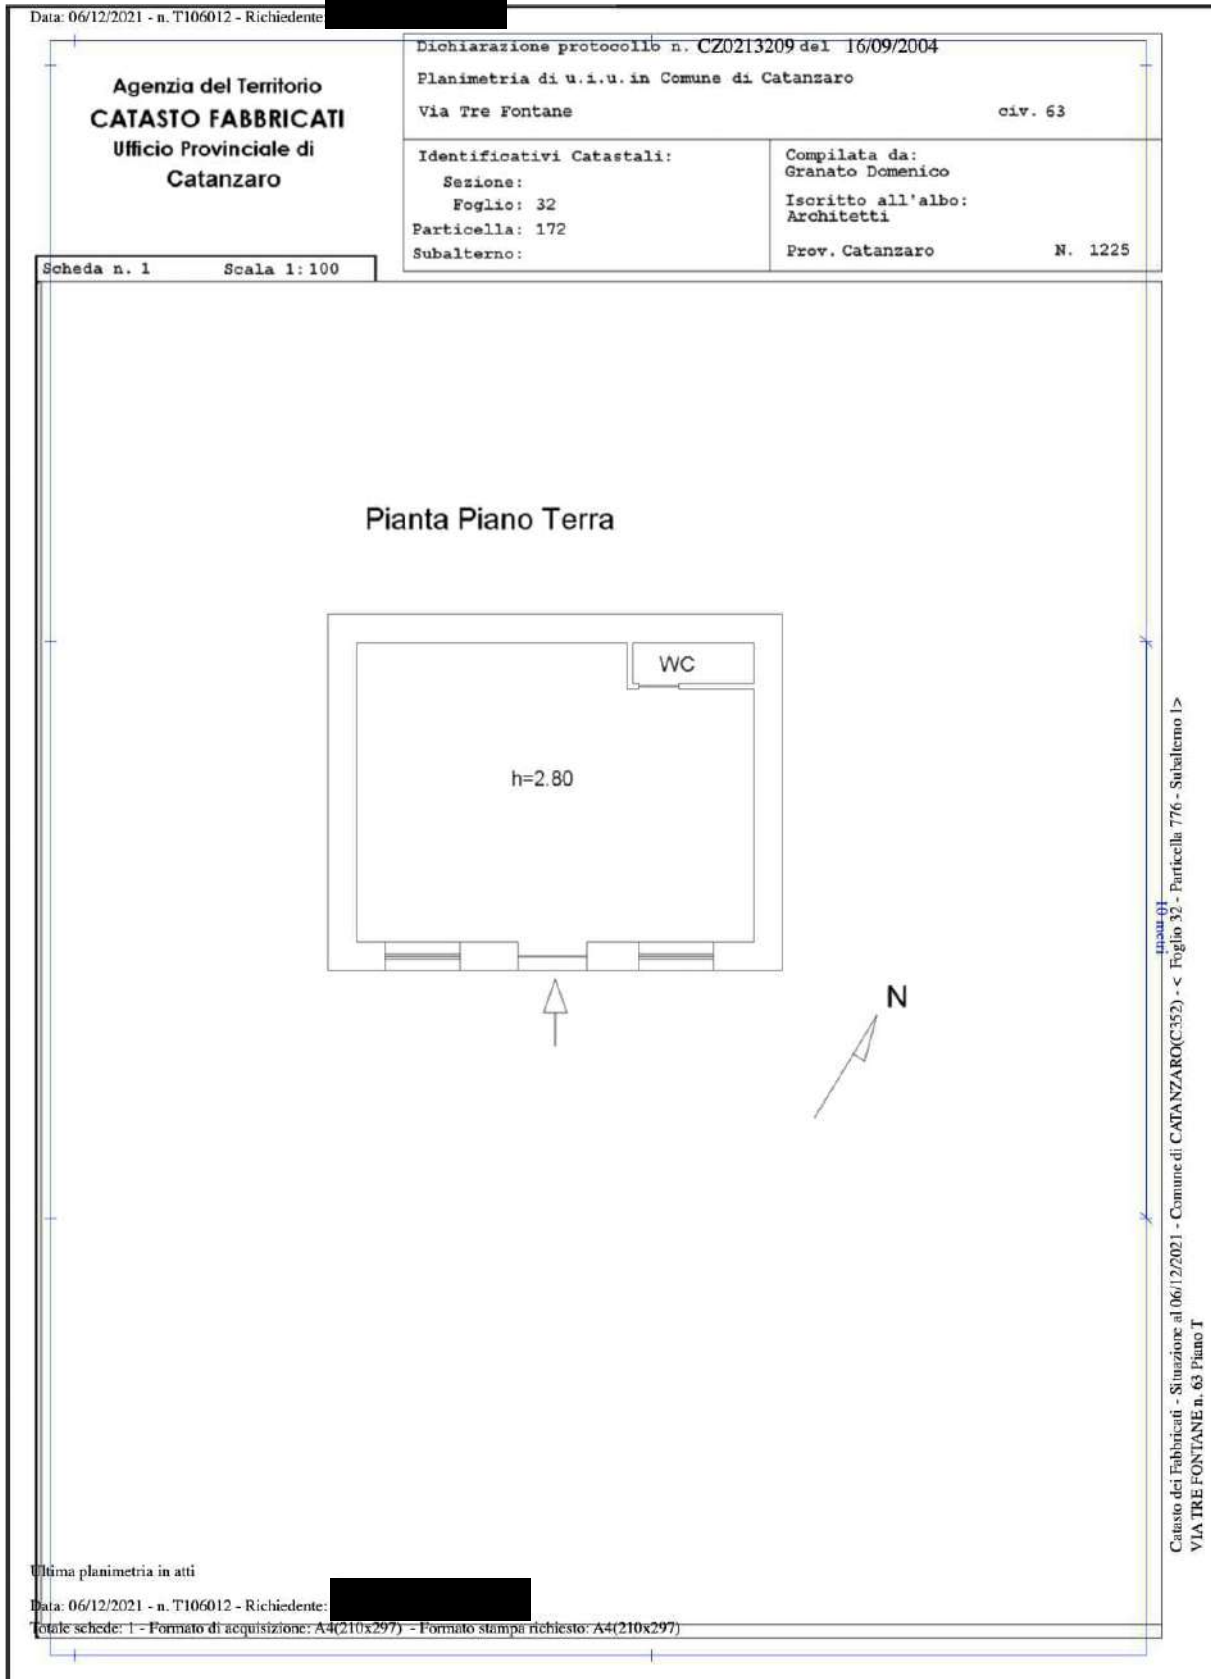 Data: 06/12/2021 - n. T106012 - Richiedente:
Agenzia del Territorio
CATASTO FABBRICATI
Ufficio Provinciale di
Catanzaro
Dichiarazione protocollo n. CZ0213209 del 16/09/2004
Planimetria di u.i.u. in Comune di Catanzaro
Via Tre Fontane civ. 63
Identificativi Catastali:
Sezione:
Foglio: 32
Particella: 172
Subalterno:
Compilata da:
Granato Domenico
Iscritto all'albo:
Architetti
Prov. Catanzaro N. 1225
Scheda n. 1 Scala 1:100
Pianta Piano Terra
WC
h=2.80
N
10 metri
Catasto dei Fabbricati - Situazione al 06/12/2021 - Comune di CATANZARO(C352) - < Foglio 32 - Particella 776 - Subalterno 1>
VIA TRE FONTANE n. 63 Piano T
Ultima planimetria in atti
Data: 06/12/2021 - n. T106012 - Richiedente:
Totale schede: 1 - Formato di acquisizione: A4(210x297) - Formato stampa richiesto: A4(210x297)